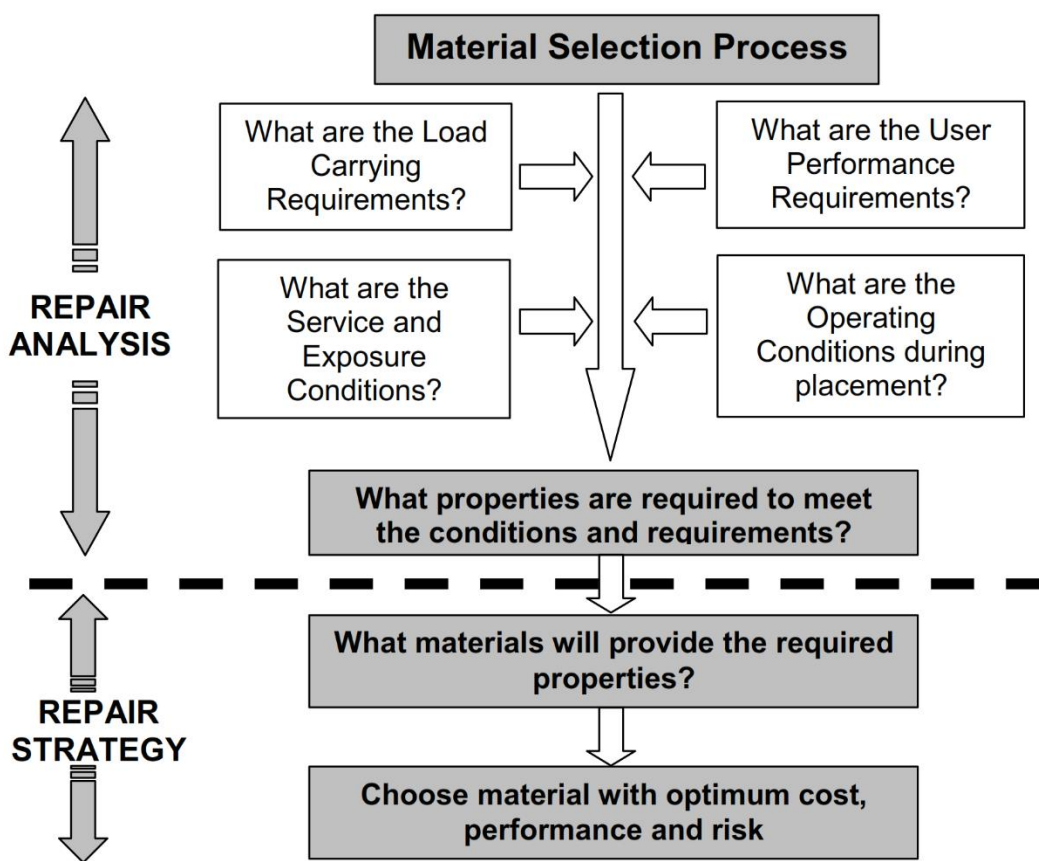 Material Selection Process
What are the Load
Carrying
Requirements?
What are the User
Performance
Requirements?
REPAIR
ANALYSIS
What are the
Service and
Exposure
Conditions?
What are the
Operating
Conditions during
placement?
What properties are required to meet
the conditions and requirements?
What materials will provide the required
properties?
REPAIR
STRATEGY
Choose material with optimum cost,
performance and risk